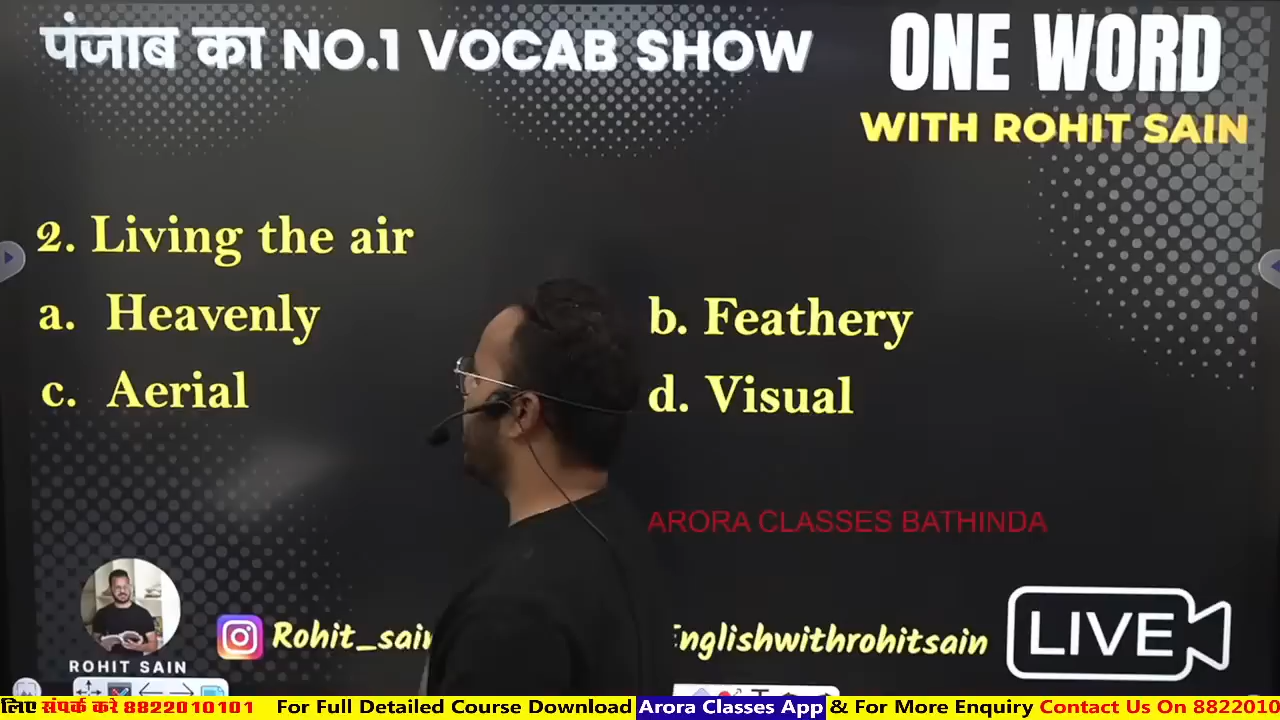 पंजाब का NO.1 VOCAB SHOW
ONE WORD
WITH ROHIT SAIN
2. Living the air
a. Heavenly
b. Feathery
c. Aerial
d. Visual
ARORA CLASSES BATHINDA
ROHIT SAIN
Rohit_sain
Englishwithrohitsain
LIVE
लिए संपर्क करे 8822010101 For Full Detailed Course Download Arora Classes App & For More Enquiry Contact Us On 8822010